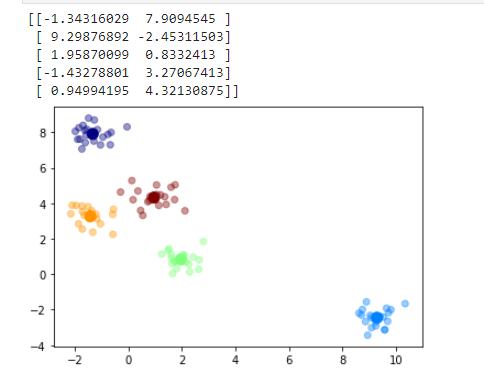 [[-1.34316029  7.9094545 ]
 [ 9.29876892 -2.45311503]
 [ 1.95870099  0.8332413 ]
 [-1.43278801  3.27067413]
 [ 0.94994195  4.32130875]]
8
6
4
2
0
−2
−4
−2 0 2 4 6 8 10